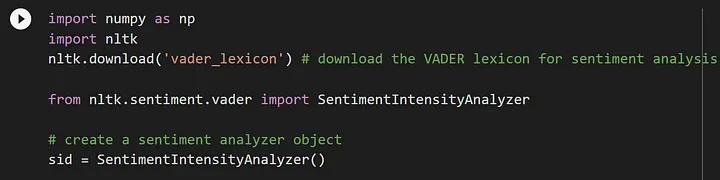 import numpy as np
import nltk
nltk.download('vader_lexicon') # download the VADER lexicon for sentiment analysis
from nltk.sentiment.vader import SentimentIntensityAnalyzer
# create a sentiment analyzer object
sid = SentimentIntensityAnalyzer()